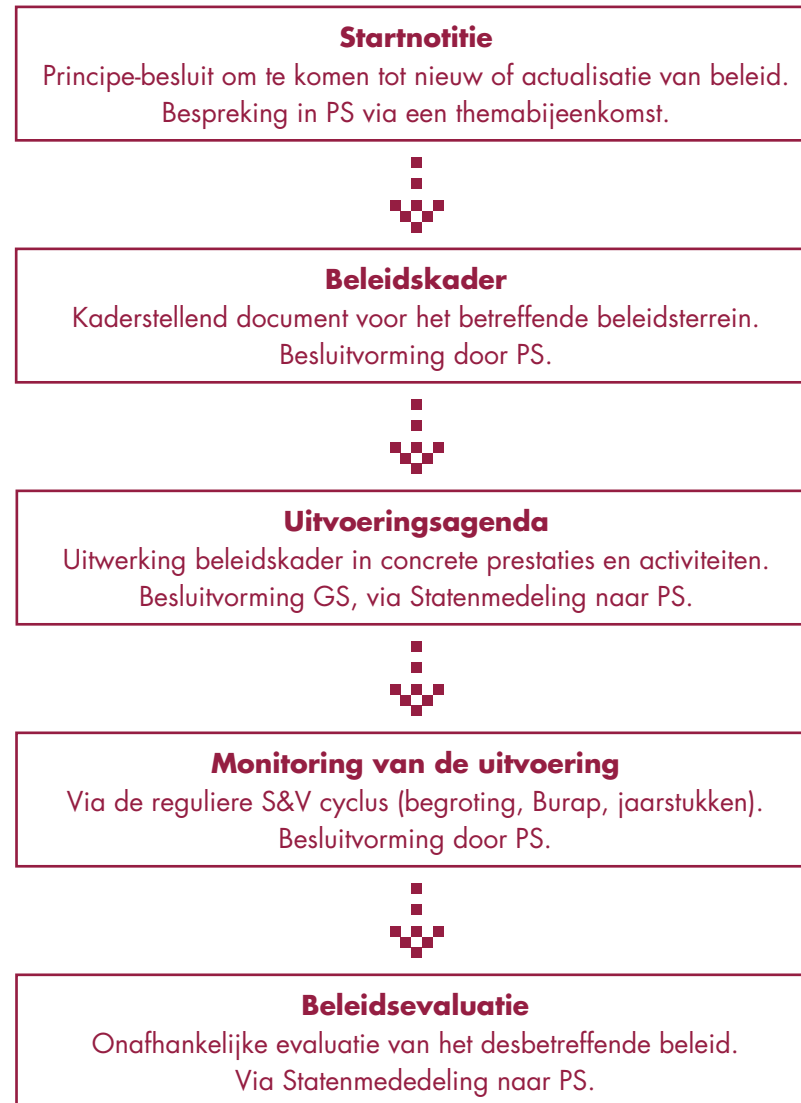 Startnotitie
Principe-besluit om te komen tot nieuw of actualisatie van beleid.
Bespreking in PS via een themabijeenkomst.
Beleidskader
Kaderstellend document voor het betreffende beleidsterrein.
Besluitvorming door PS.
Uitvoeringsagenda
Uitwerking beleidskader in concrete prestaties en activiteiten.
Besluitvorming GS, via Statenmedeling naar PS.
Monitoring van de uitvoering
Via de reguliere S&V cyclus (begroting, Burap, jaarstukken).
Besluitvorming door PS.
Beleidsevaluatie
Onafhankelijke evaluatie van het desbetreffende beleid.
Via Statenmededeling naar PS.